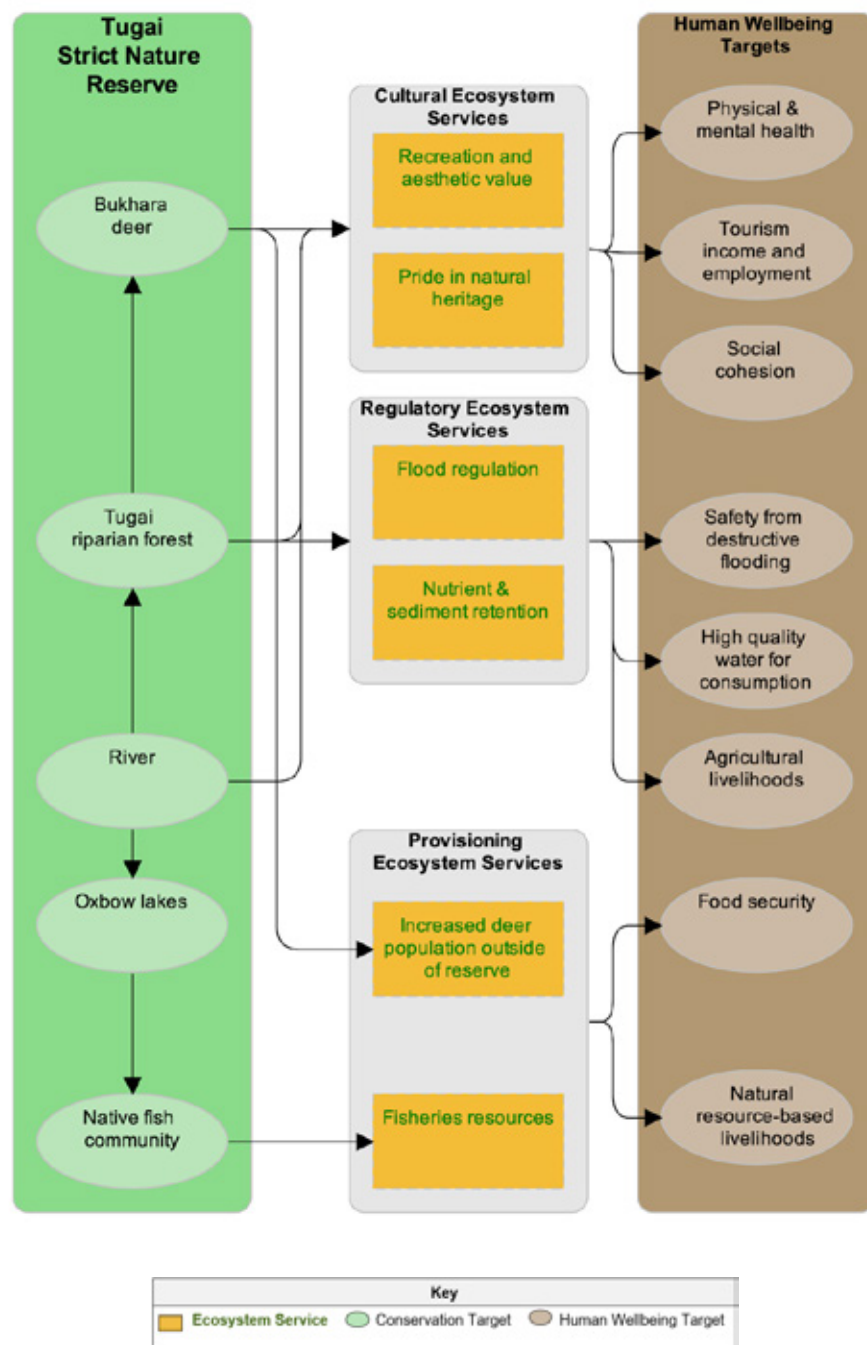 Tugai
Strict Nature
Reserve
Bukhara
deer
Tugai
riparian forest
River
Oxbow lakes
Native fish
community
Cultural Ecosystem
Services
Recreation and
aesthetic value
Pride in natural
heritage
Regulatory Ecosystem
Services
Flood regulation
Nutrient &
sediment retention
Provisioning
Ecosystem Services
Increased deer
population outside
of reserve
Fisheries resources
Human Wellbeing
Targets
Physical &
mental health
Tourism
income and
employment
Social
cohesion
Safety from
destructive
flooding
High quality
water for
consumption
Agricultural
livelihoods
Food security
Natural
resource-based
livelihoods
Key
Ecosystem Service Conservation Target Human Wellbeing Target